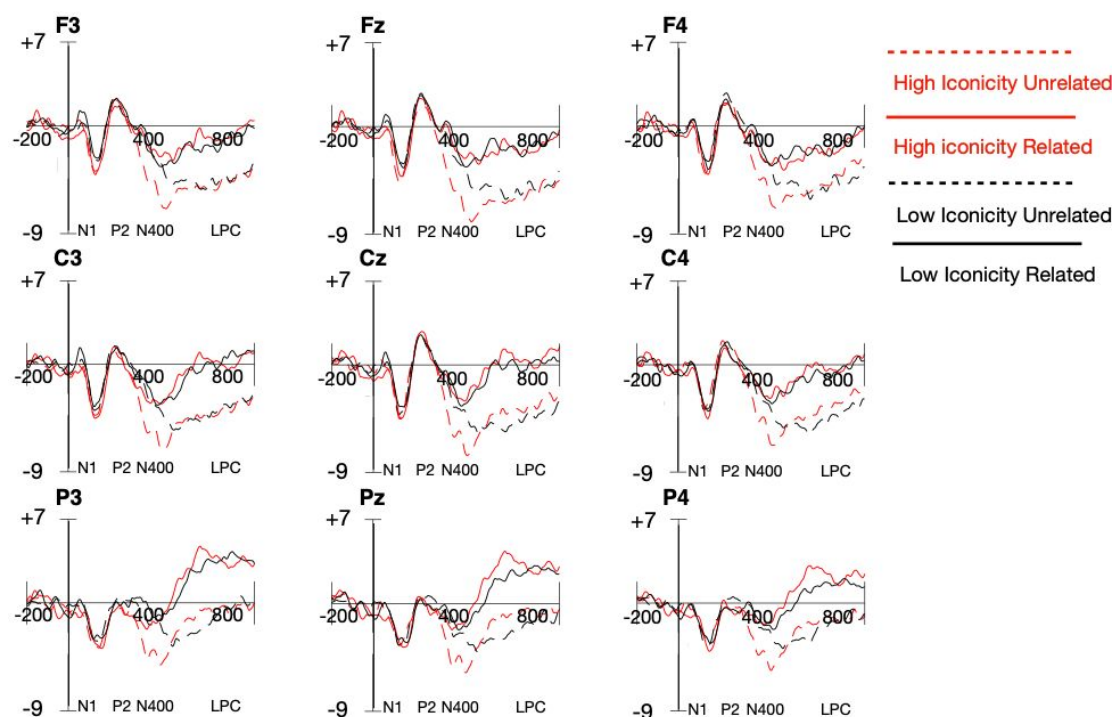 F3 Fz F4
+7 +7 +7
-200 400 800 -200 400 800 -200 400 800
-9 N1 P2 N400 LPC -9 N1 P2 N400 LPC -9 N1 P2 N400 LPC
High Iconicity Unrelated
High iconicity Related
Low Iconicity Unrelated
Low Iconicity Related
C3 Cz C4
+7 +7 +7
-200 400 800 -200 400 800 -200 400 800
-9 N1 P2 N400 LPC -9 N1 P2 N400 LPC -9 N1 P2 N400 LPC
P3 Pz P4
+7 +7 +7
-200 400 800 -200 400 800 -200 400 800
-9 N1 P2 N400 LPC -9 N1 P2 N400 LPC -9 N1 P2 N400 LPC